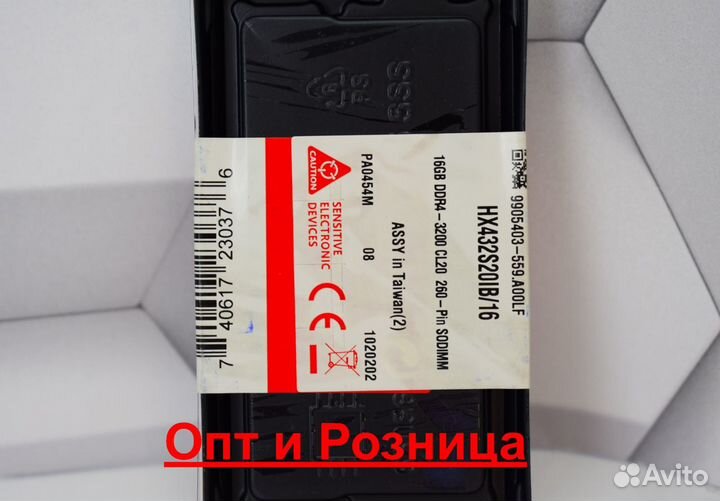 9905403-559.A00LF
HX432S20IB/16
16GB DDR4-3200 CL20 260-Pin SODIMM
ASSY in Taiwan(2)
PA0454M 08 1020202
CAUTION
SENSITIVE
ELECTRONIC
DEVICES
CE
7 40617 23037 6
PS
Опт и Розница
Avito